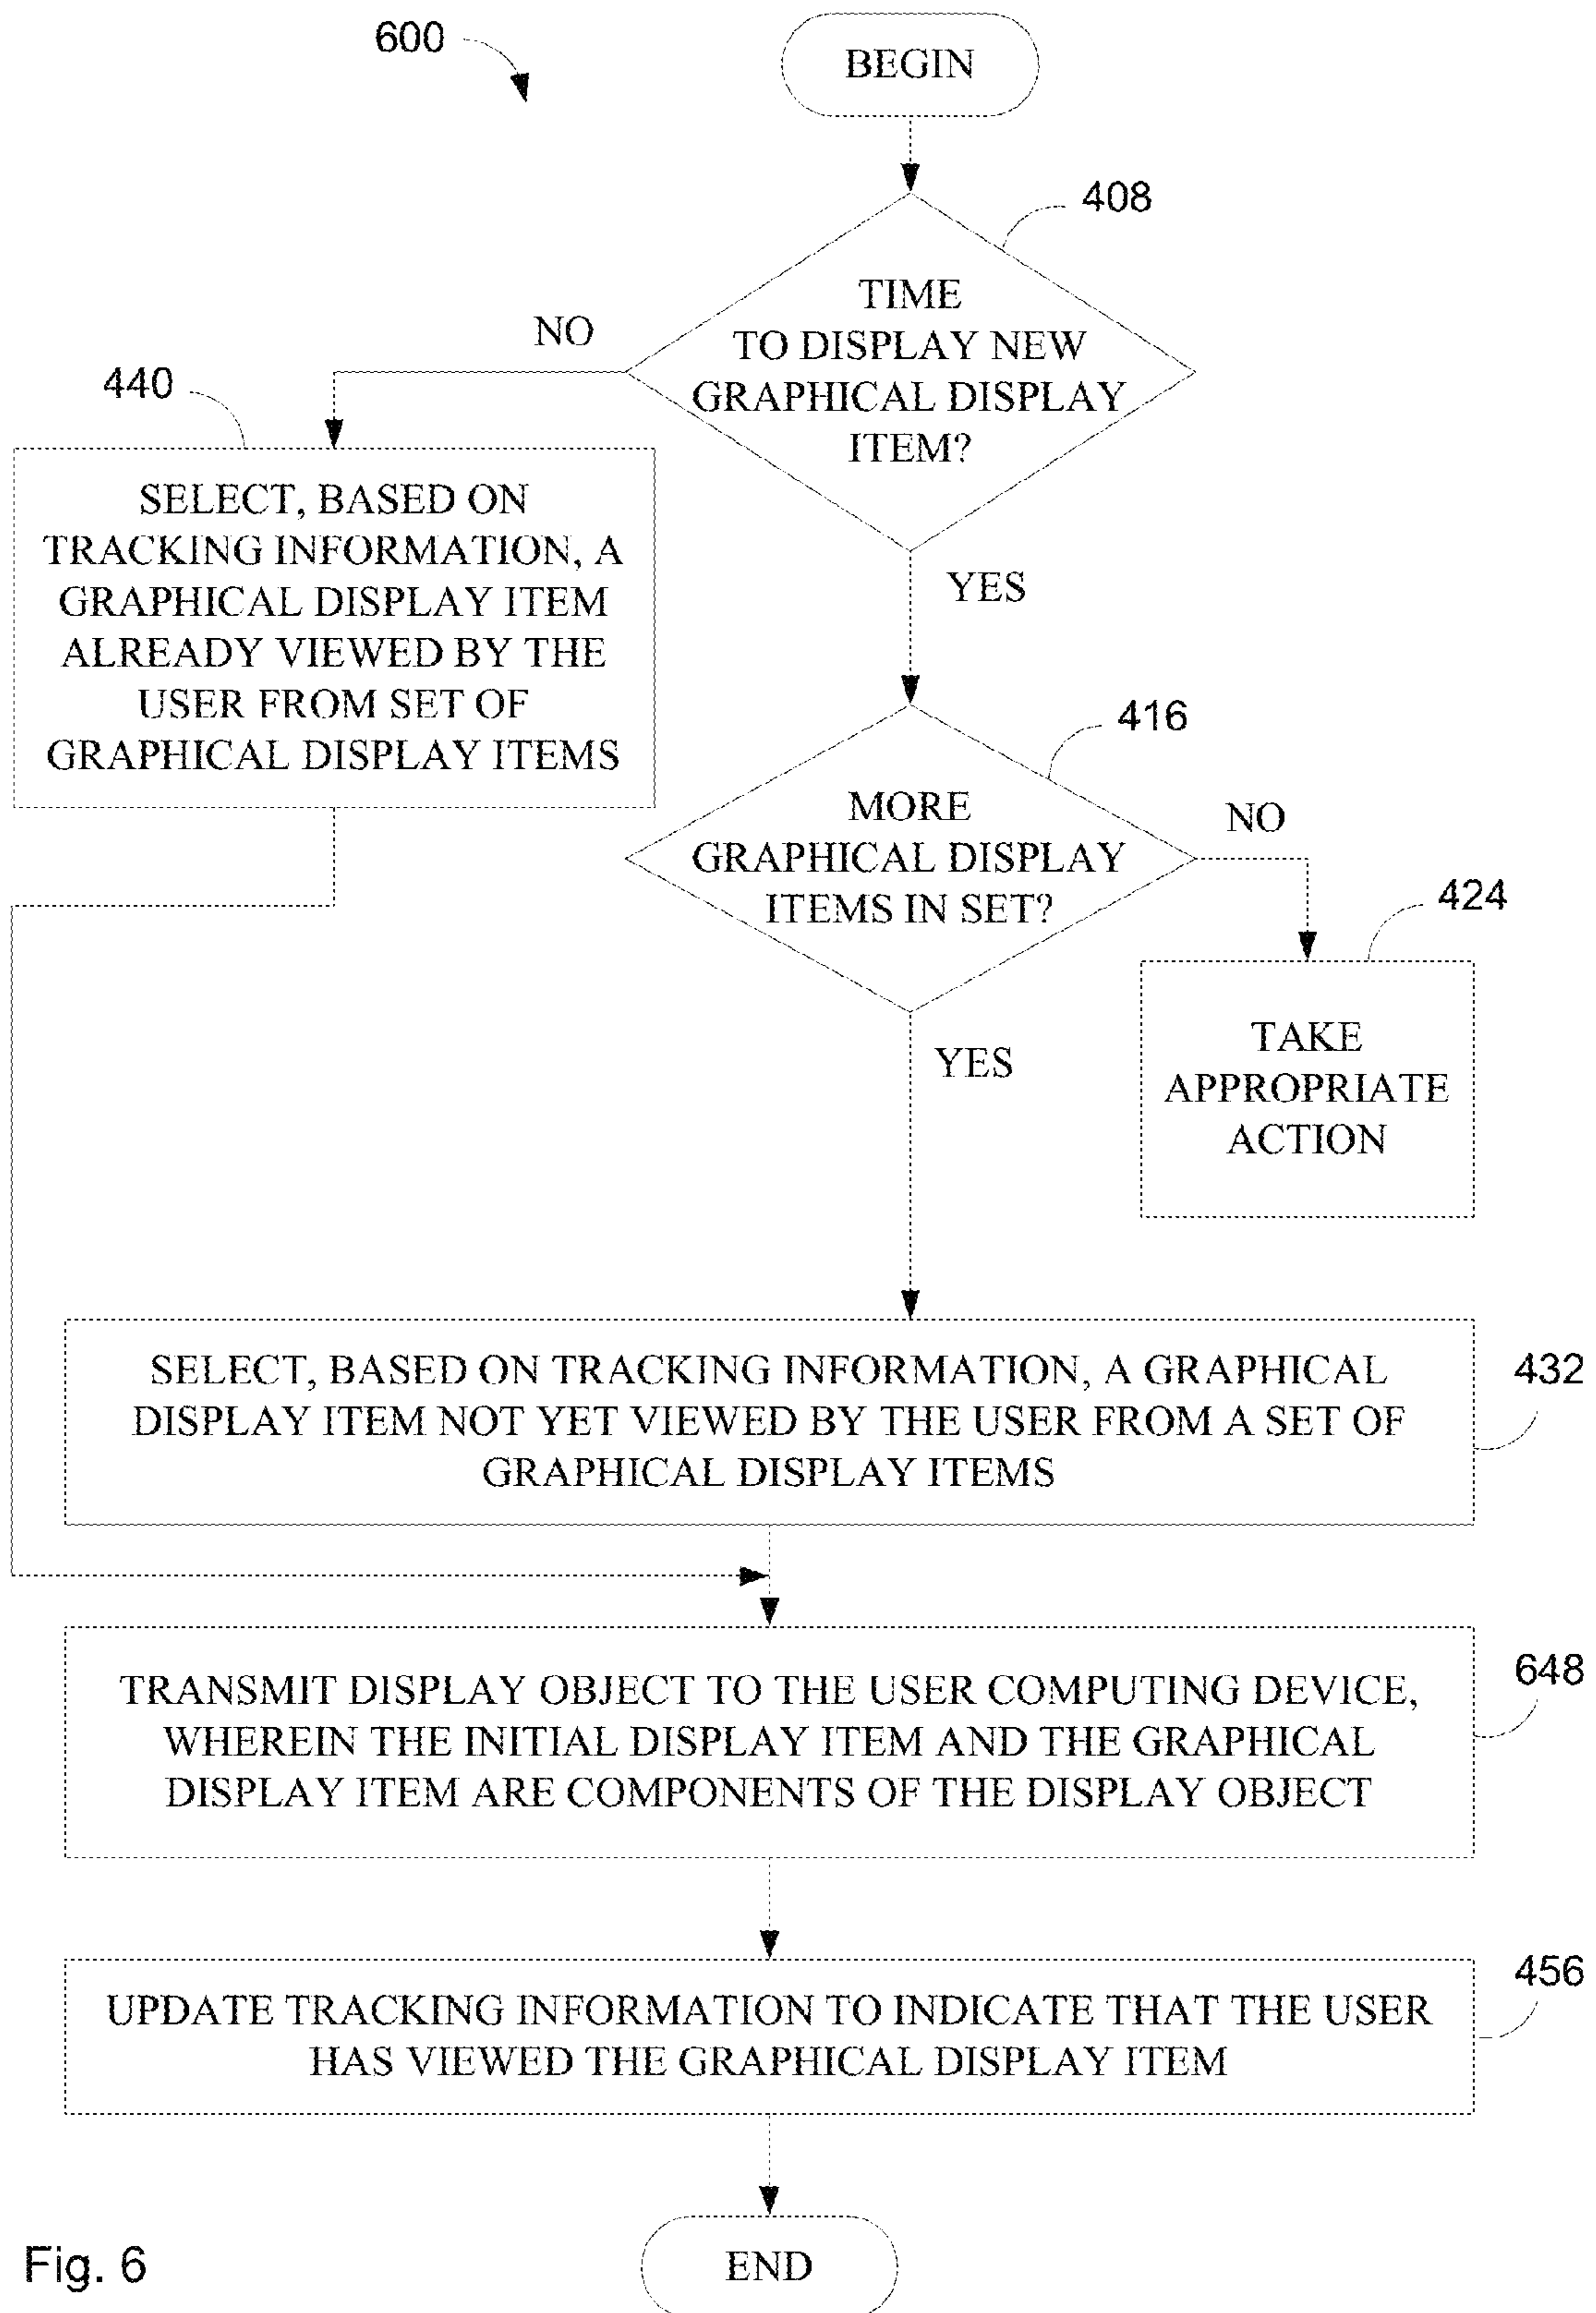 600
BEGIN
408
TIME
TO DISPLAY NEW
GRAPHICAL DISPLAY
ITEM?
NO
YES
440
SELECT, BASED ON
TRACKING INFORMATION, A
GRAPHICAL DISPLAY ITEM
ALREADY VIEWED BY THE
USER FROM SET OF
GRAPHICAL DISPLAY ITEMS
416
MORE
GRAPHICAL DISPLAY
ITEMS IN SET?
NO
YES
424
TAKE
APPROPRIATE
ACTION
432
SELECT, BASED ON TRACKING INFORMATION, A GRAPHICAL
DISPLAY ITEM NOT YET VIEWED BY THE USER FROM A SET OF
GRAPHICAL DISPLAY ITEMS
648
TRANSMIT DISPLAY OBJECT TO THE USER COMPUTING DEVICE,
WHEREIN THE INITIAL DISPLAY ITEM AND THE GRAPHICAL
DISPLAY ITEM ARE COMPONENTS OF THE DISPLAY OBJECT
456
UPDATE TRACKING INFORMATION TO INDICATE THAT THE USER
HAS VIEWED THE GRAPHICAL DISPLAY ITEM
END
Fig. 6